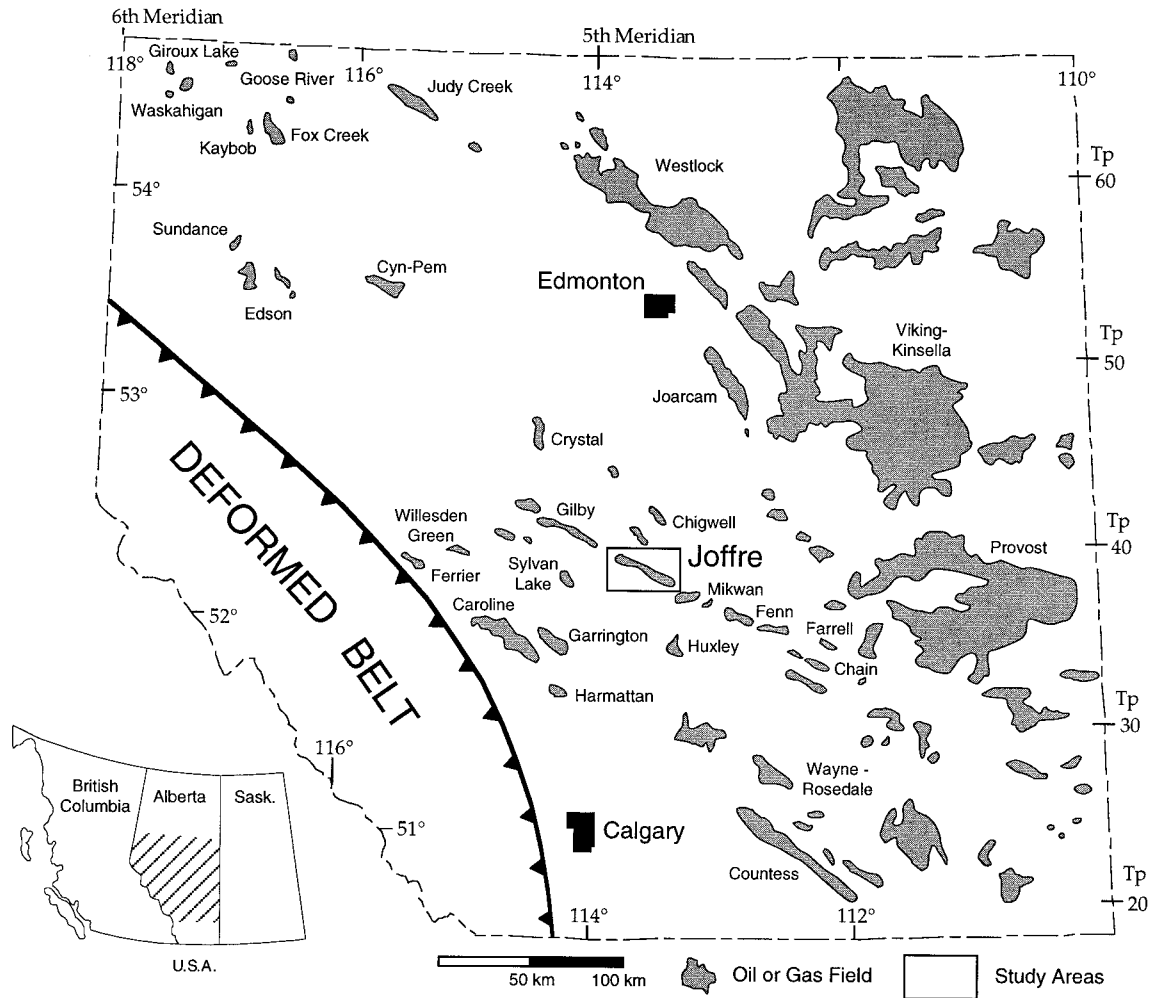 6th Meridian
5th Meridian
118°
116°
114°
110°
Giroux Lake
Goose River
Waskahigan
Kaybob
Fox Creek
Judy Creek
Westlock
Tp
60
54°
Sundance
Edson
Cyn-Pem
Edmonton
Viking-
Kinsella
Tp
50
53°
Joarcam
Crystal
DEFORMED BELT
Willesden
Green
Gilby
Chigwell
Ferrier
Sylvan
Lake
Joffre
Provost
Tp
40
Mikwan
Fenn
Farrell
52°
Caroline
Garrington
Huxley
Chain
Harmattan
Tp
30
116°
Wayne -
Rosedale
British
Columbia
Alberta
Sask.
51°
Calgary
Countess
Tp
20
114°
112°
U.S.A.
50 km
100 km
Oil or Gas Field
Study Areas